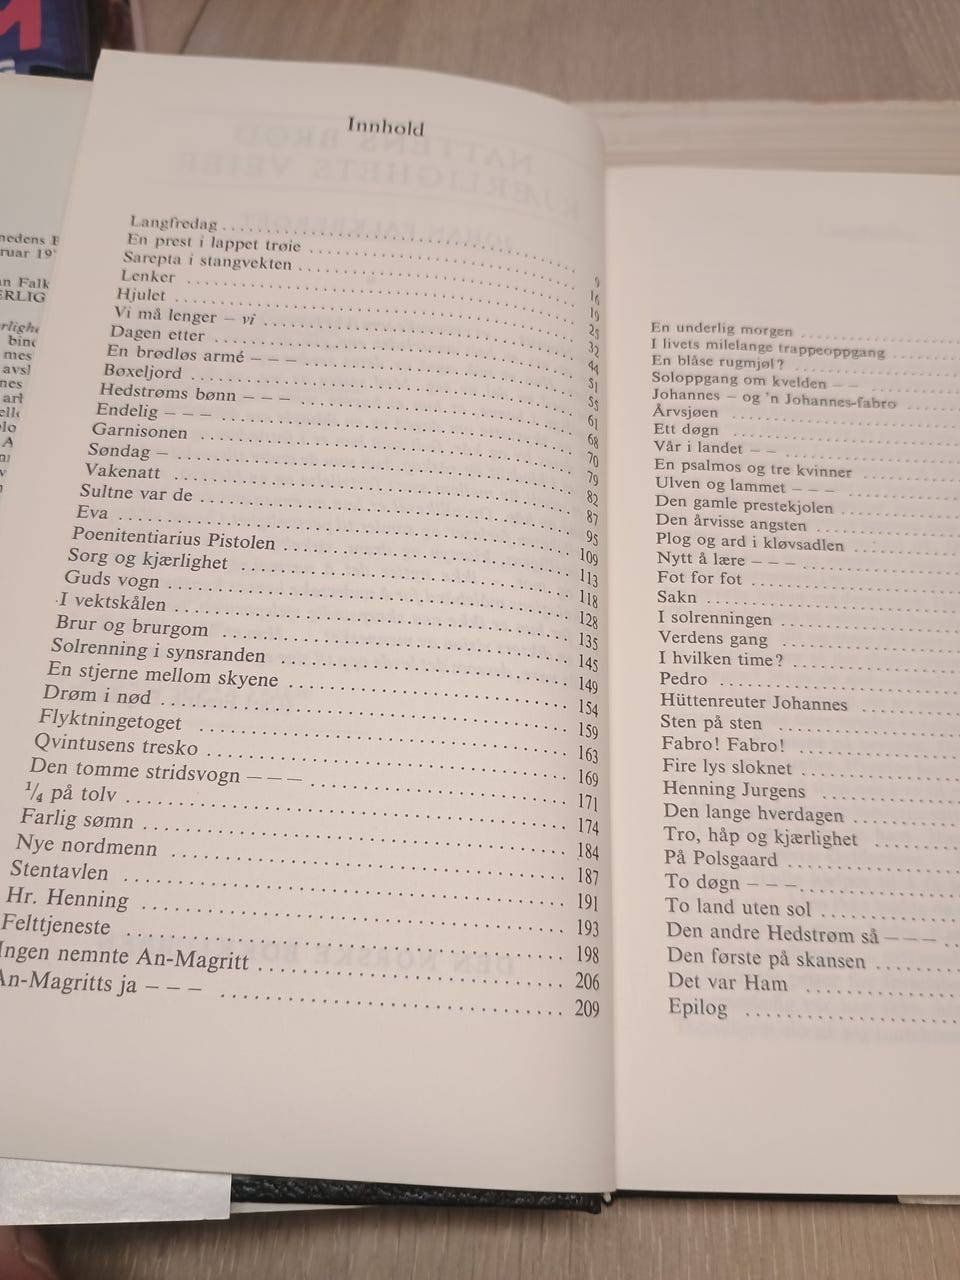 mes
Innhold
Langfredag .......... 9
En prest i lappet trøie .......... 16
Sarepta i stangvekten .......... 19
Lenker .......... 25
Hjulet .......... 32
Vi må lenger – vi .......... 44
Dagen etter .......... 51
En brødløs armé – – – .......... 55
Bøxeljord .......... 61
Hedstrøms bønn – – – .......... 68
Endelig – – – .......... 70
Garnisonen .......... 79
Søndag – .......... 82
Vakenatt .......... 87
Sultne var de .......... 95
Eva .......... 109
Poenitentiarius Pistolen .......... 113
Sorg og kjærlighet .......... 118
Guds vogn .......... 128
I vektskålen .......... 135
Brur og brurgom .......... 145
Solrenning i synsranden .......... 149
En stjerne mellom skyene .......... 154
Drøm i nød .......... 159
Flyktningetoget .......... 163
Qvintusens tresko .......... 169
Den tomme stridsvogn – – – .......... 171
¼ på tolv .......... 174
Farlig sømn .......... 184
Nye nordmenn .......... 187
Stentavlen .......... 191
Hr. Henning .......... 193
Felttjeneste .......... 198
Ingen nemnte An-Magritt .......... 206
An-Magritts ja – – – .......... 209
En underlig morgen ..........
I livets milelange trappeoppgang ..........
En blåse rugmjøl? ..........
Soloppgang om kvelden – – ..........
Johannes – og 'n Johannes-fabro ..........
Årvsjøen ..........
Ett døgn ..........
Vår i landet – – ..........
En psalmos og tre kvinner ..........
Ulven og lammet – – – ..........
Den gamle prestekjolen ..........
Den årvisse angsten ..........
Plog og ard i kløvsadlen ..........
Nytt å lære – – – ..........
Fot for fot ..........
Sakn ..........
I solrenningen ..........
Verdens gang ..........
I hvilken time? ..........
Pedro ..........
Hüttenreuter Johannes ..........
Sten på sten ..........
Fabro! Fabro! ..........
Fire lys sloknet ..........
Henning Jurgens ..........
Den lange hverdagen ..........
Tro, håp og kjærlighet ..........
På Polsgaard ..........
To døgn – – – ..........
To land uten sol ..........
Den andre Hedstrøm så – – – ..........
Den første på skansen ..........
Det var Ham ..........
Epilog ..........